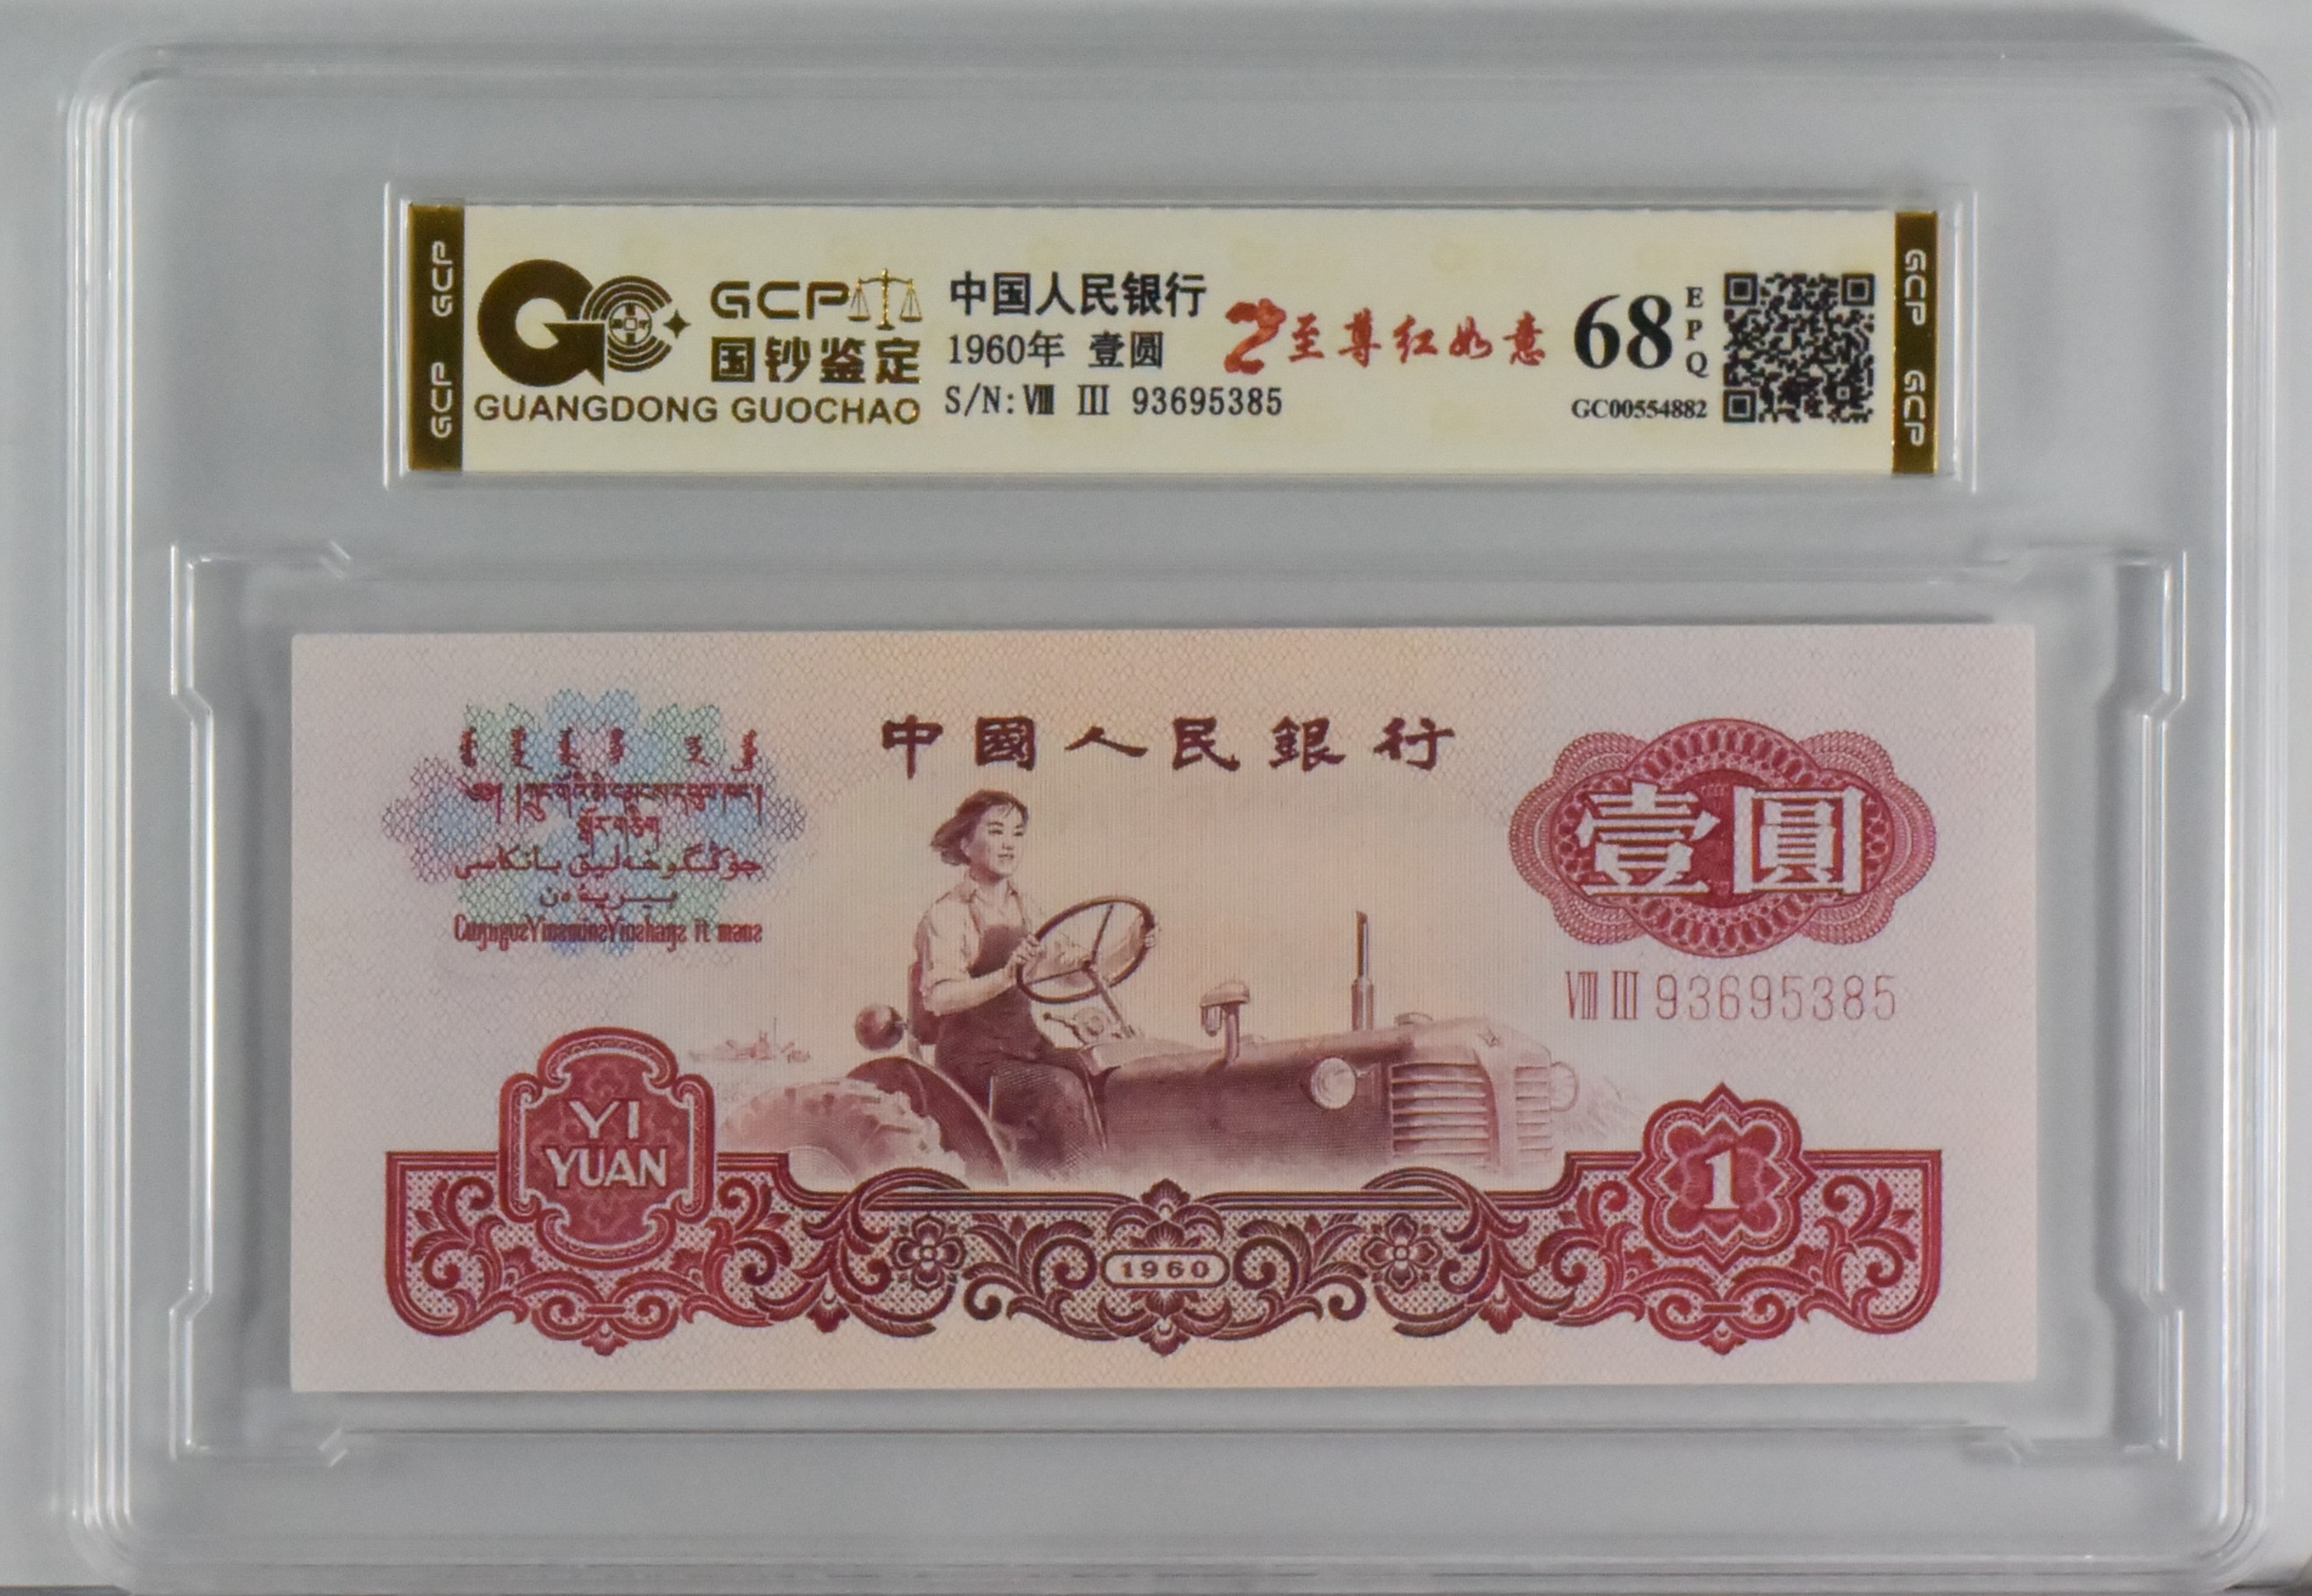 GCP GCP
GCP
国钞鉴定
GUANGDONG GUOCHAO
中国人民银行
1960年 壹圆
S/N:Ⅷ Ⅲ 93695385
至尊红如意
68
EPQ
GC00554882
GCP GCP
中國人民銀行
壹圓
Ⅷ Ⅲ 93695385
YI
YUAN
1960
1